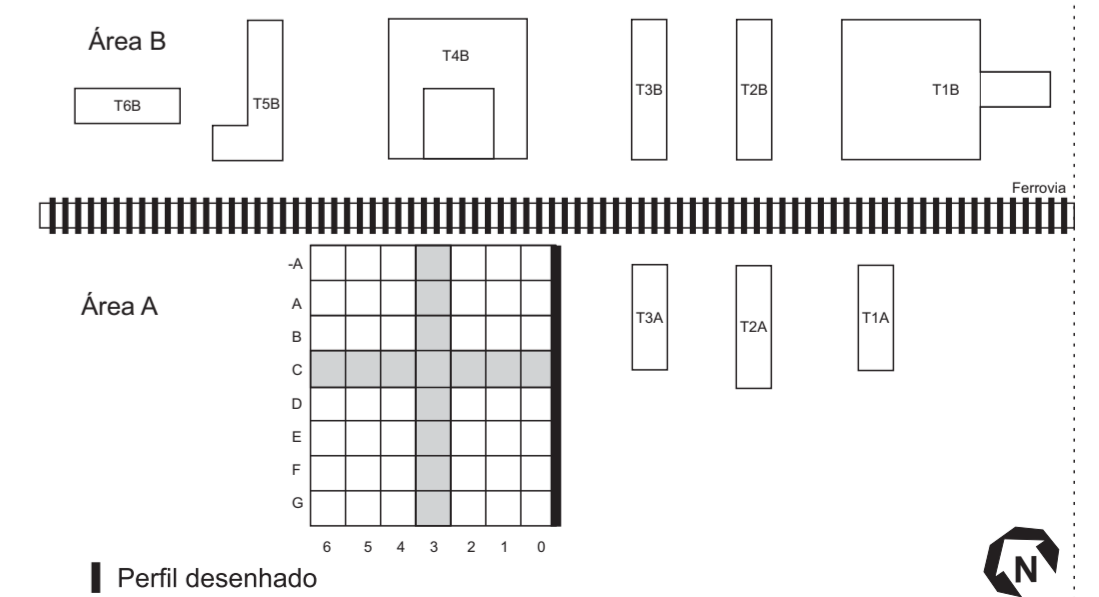 Área B
T6B
T5B
T4B
T3B
T2B
T1B
Ferrovia
Área A
-A
A
B
C
D
E
F
G
6 5 4 3 2 1 0
T3A
T2A
T1A
Perfil desenhado
N